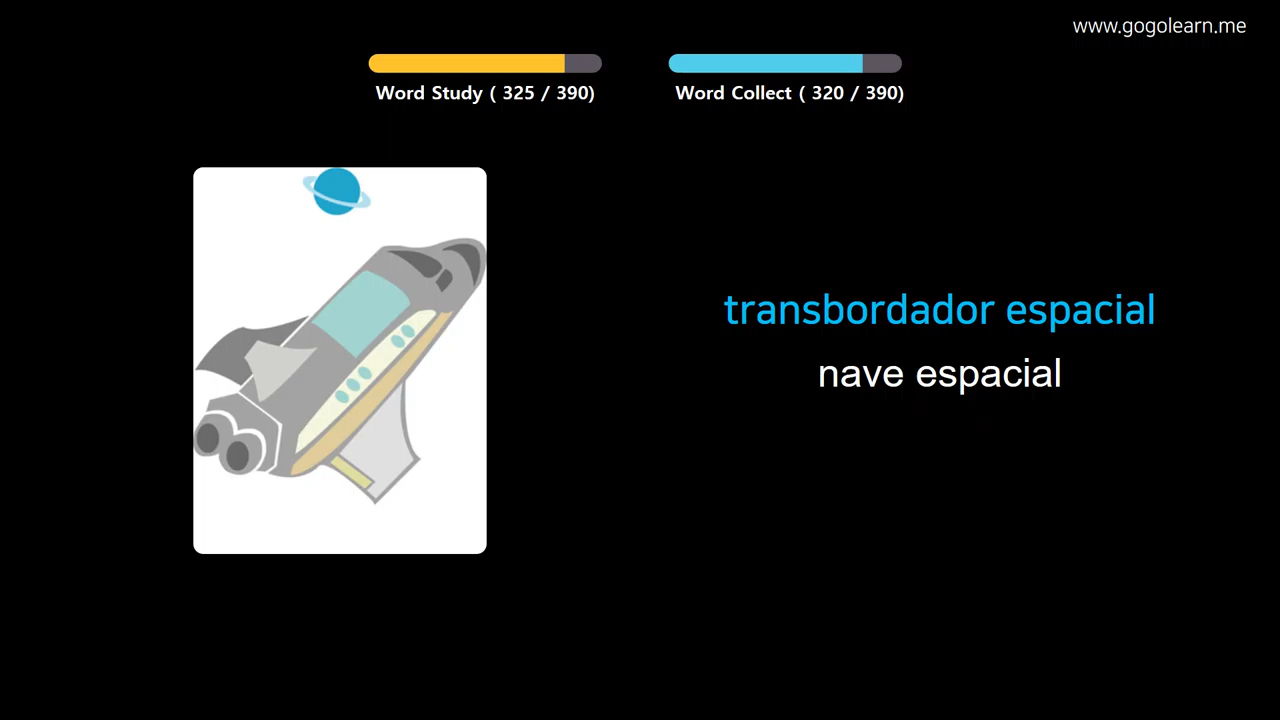 www.gogolearn.me
Word Study ( 325 / 390)
Word Collect ( 320 / 390)
transbordador espacial
nave espacial